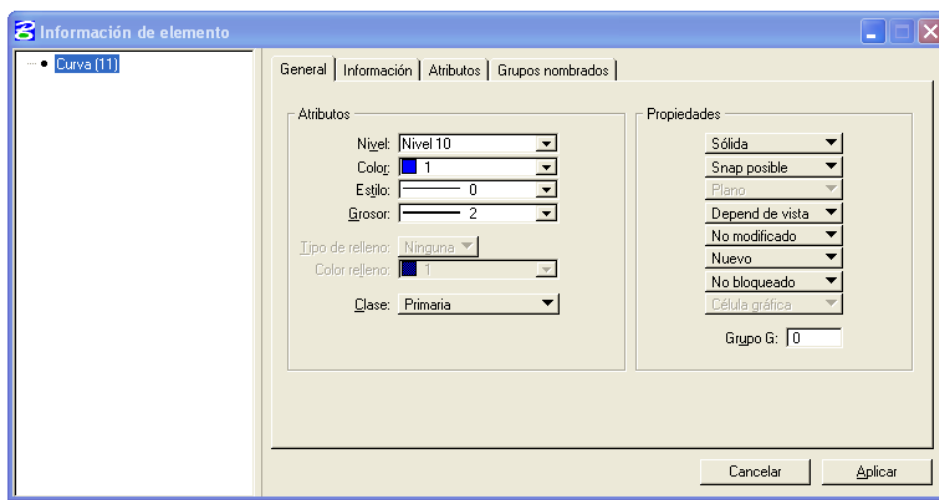 Información de elemento
Curva (11)
General Información Atributos Grupos nombrados
Atributos
Nivel: Nivel 10
Color: 1
Estilo: 0
Grosor: 2
Tipo de relleno: Ninguna
Color relleno: 1
Clase: Primaria
Propiedades
Sólida
Snap posible
Plano
Depend de vista
No modificado
Nuevo
No bloqueado
Célula gráfica
Grupo G: 0
Cancelar Aplicar